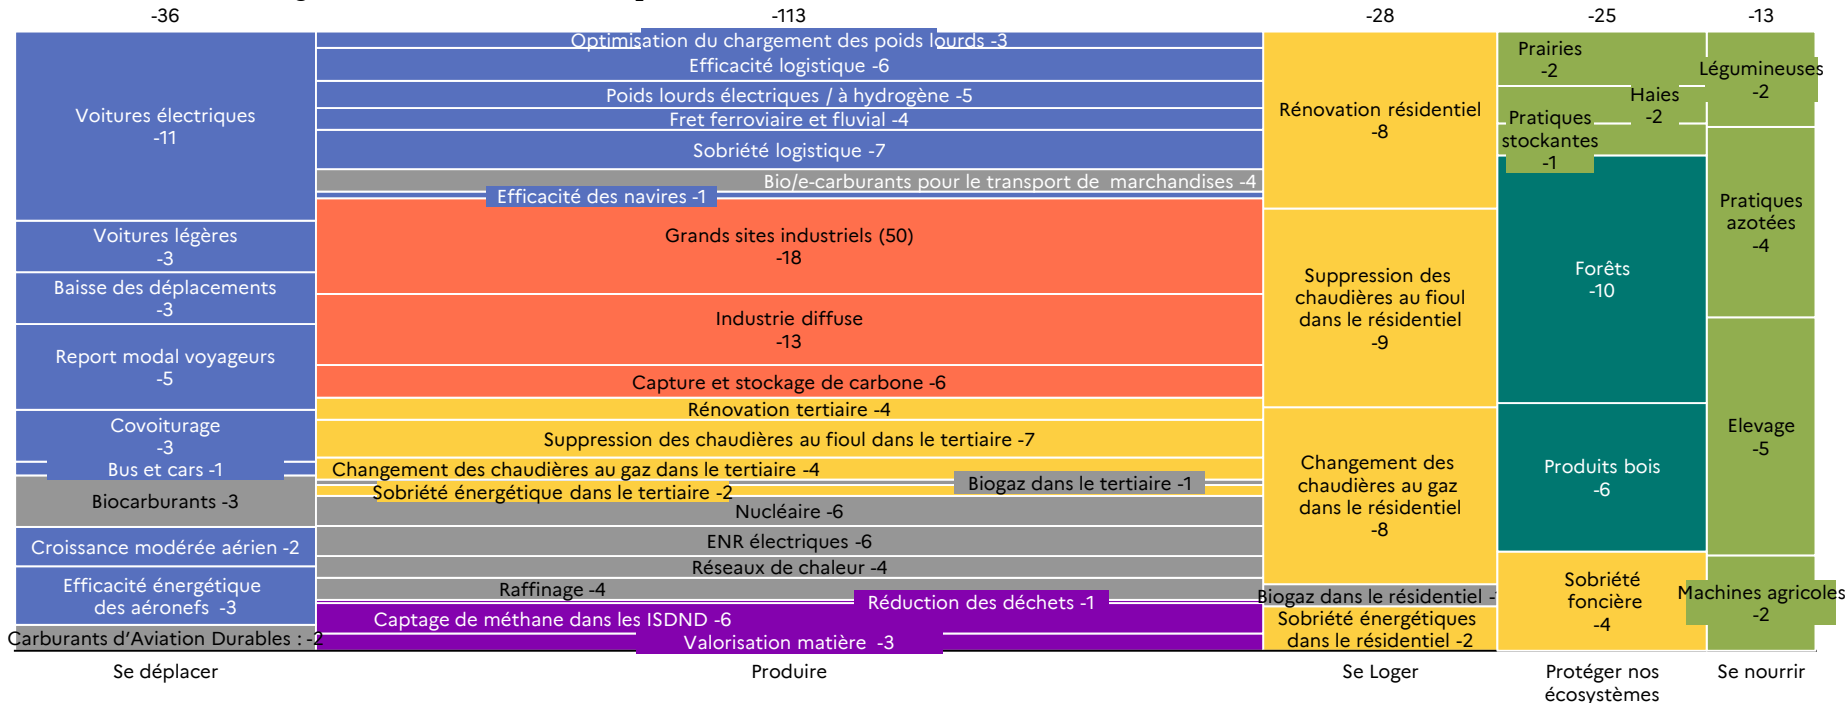 -36
-113
-28
-25
-13
Voitures électriques
-11
Voitures légères
-3
Baisse des déplacements
-3
Report modal voyageurs
-5
Covoiturage
-3
Bus et cars -1
Biocarburants -3
Croissance modérée aérien -2
Efficacité énergétique
des aéronefs -3
Carburants d'Aviation Durables : -2
Optimisation du chargement des poids lourds -3
Efficacité logistique -6
Poids lourds électriques / à hydrogène -5
Fret ferroviaire et fluvial -4
Sobriété logistique -7
Bio/e-carburants pour le transport de marchandises -4
Efficacité des navires -1
Grands sites industriels (50)
-18
Industrie diffuse
-13
Capture et stockage de carbone -6
Rénovation tertiaire -4
Suppression des chaudières au fioul dans le tertiaire -7
Changement des chaudières au gaz dans le tertiaire -4
Biogaz dans le tertiaire -1
Sobriété énergétique dans le tertiaire -2
Nucléaire -6
ENR électriques -6
Réseaux de chaleur -4
Raffinage -4
Réduction des déchets -1
Captage de méthane dans les ISDND -6
Valorisation matière -3
Rénovation résidentiel
-8
Suppression des
chaudières au fioul
dans le résidentiel
-9
Changement des
chaudières au gaz
dans le résidentiel
-8
Biogaz dans le résidentiel -
Sobriété énergétiques
dans le résidentiel -2
Prairies
-2
Haies
-2
Pratiques
stockantes
-1
Forêts
-10
Produits bois
-6
Sobriété
foncière
-4
Légumineuses
-2
Pratiques
azotées
-4
Elevage
-5
Machines agricoles
-2
Se déplacer
Produire
Se Loger
Protéger nos
écosystèmes
Se nourrir